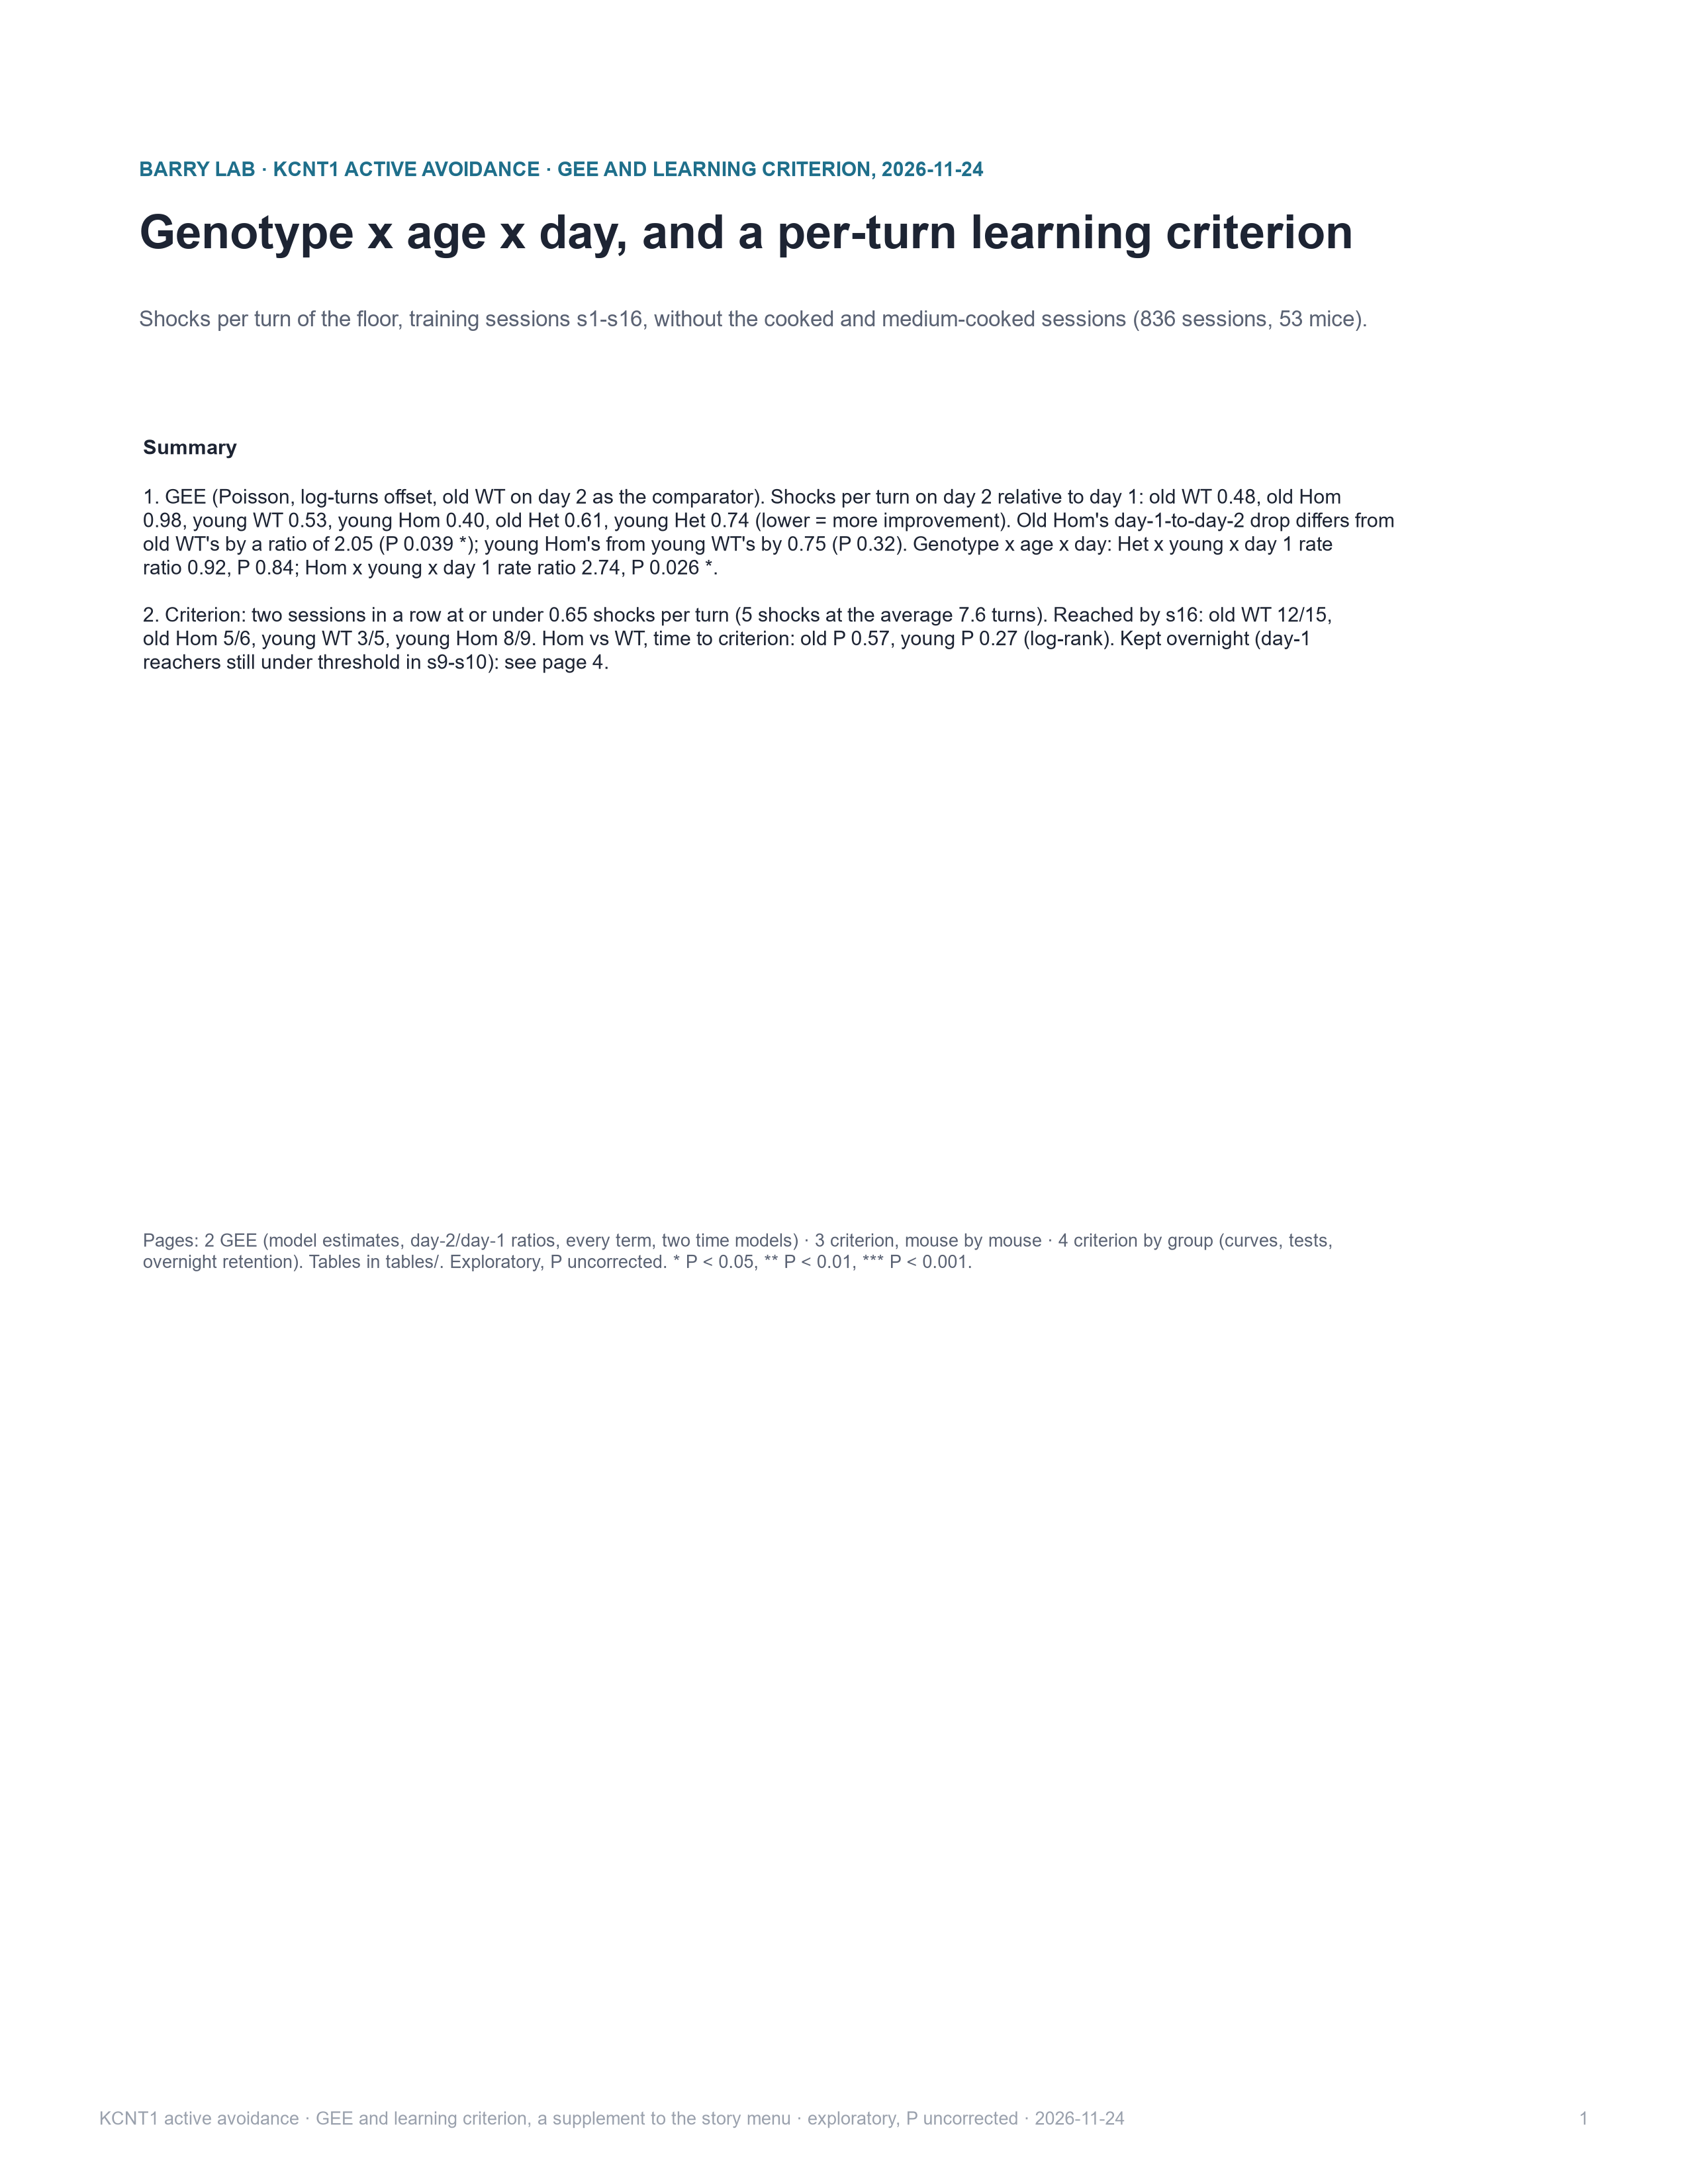 BARRY LAB · KCNT1 ACTIVE AVOIDANCE · GEE AND LEARNING CRITERION, 2026-11-24
Genotype x age x day, and a per-turn learning criterion
Shocks per turn of the floor, training sessions s1-s16, without the cooked and medium-cooked sessions (836 sessions, 53 mice).
Summary
1. GEE (Poisson, log-turns offset, old WT on day 2 as the comparator). Shocks per turn on day 2 relative to day 1: old WT 0.48, old Hom
0.98, young WT 0.53, young Hom 0.40, old Het 0.61, young Het 0.74 (lower = more improvement). Old Hom's day-1-to-day-2 drop differs from
old WT's by a ratio of 2.05 (P 0.039 *); young Hom's from young WT's by 0.75 (P 0.32). Genotype x age x day: Het x young x day 1 rate
ratio 0.92, P 0.84; Hom x young x day 1 rate ratio 2.74, P 0.026 *.
2. Criterion: two sessions in a row at or under 0.65 shocks per turn (5 shocks at the average 7.6 turns). Reached by s16: old WT 12/15,
old Hom 5/6, young WT 3/5, young Hom 8/9. Hom vs WT, time to criterion: old P 0.57, young P 0.27 (log-rank). Kept overnight (day-1
reachers still under threshold in s9-s10): see page 4.
Pages: 2 GEE (model estimates, day-2/day-1 ratios, every term, two time models) · 3 criterion, mouse by mouse · 4 criterion by group (curves, tests,
overnight retention). Tables in tables/. Exploratory, P uncorrected. * P < 0.05, ** P < 0.01, *** P < 0.001.
KCNT1 active avoidance · GEE and learning criterion, a supplement to the story menu · exploratory, P uncorrected · 2026-11-24
1